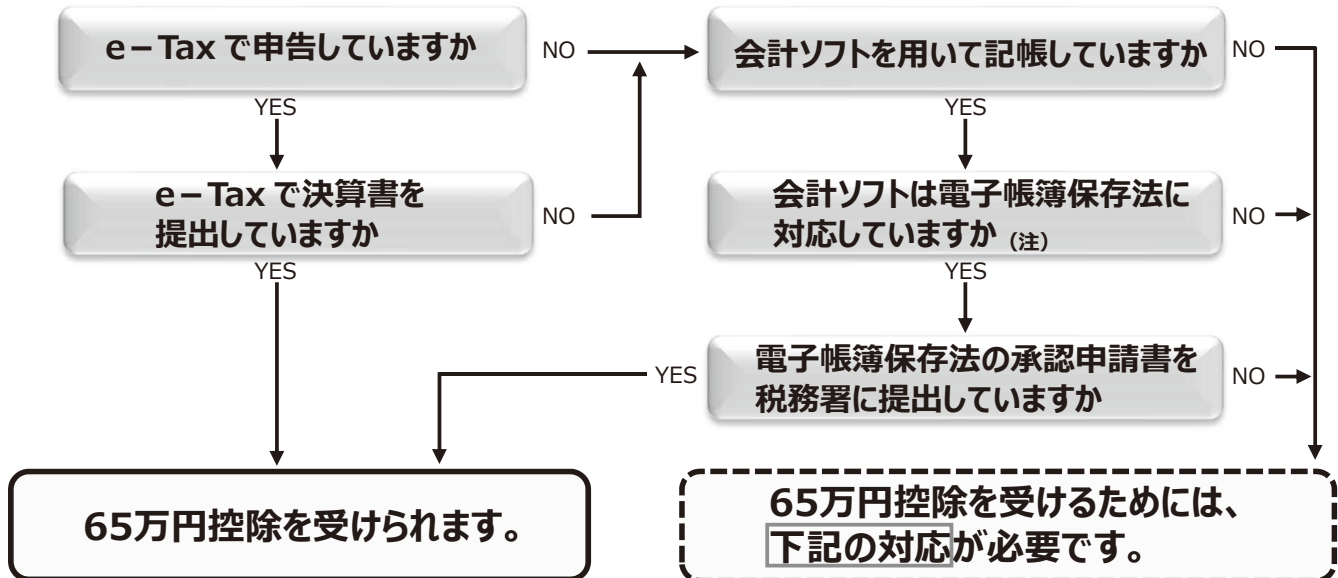 e－Taxで申告していますか
NO
会計ソフトを用いて記帳していますか
NO
YES
YES
e－Taxで決算書を
提出していますか
NO
会計ソフトは電子帳簿保存法に
対応していますか (注)
NO
YES
YES
電子帳簿保存法の承認申請書を
税務署に提出していますか
YES
NO
65万円控除を受けられます。
65万円控除を受けるためには、
下記の対応が必要です。